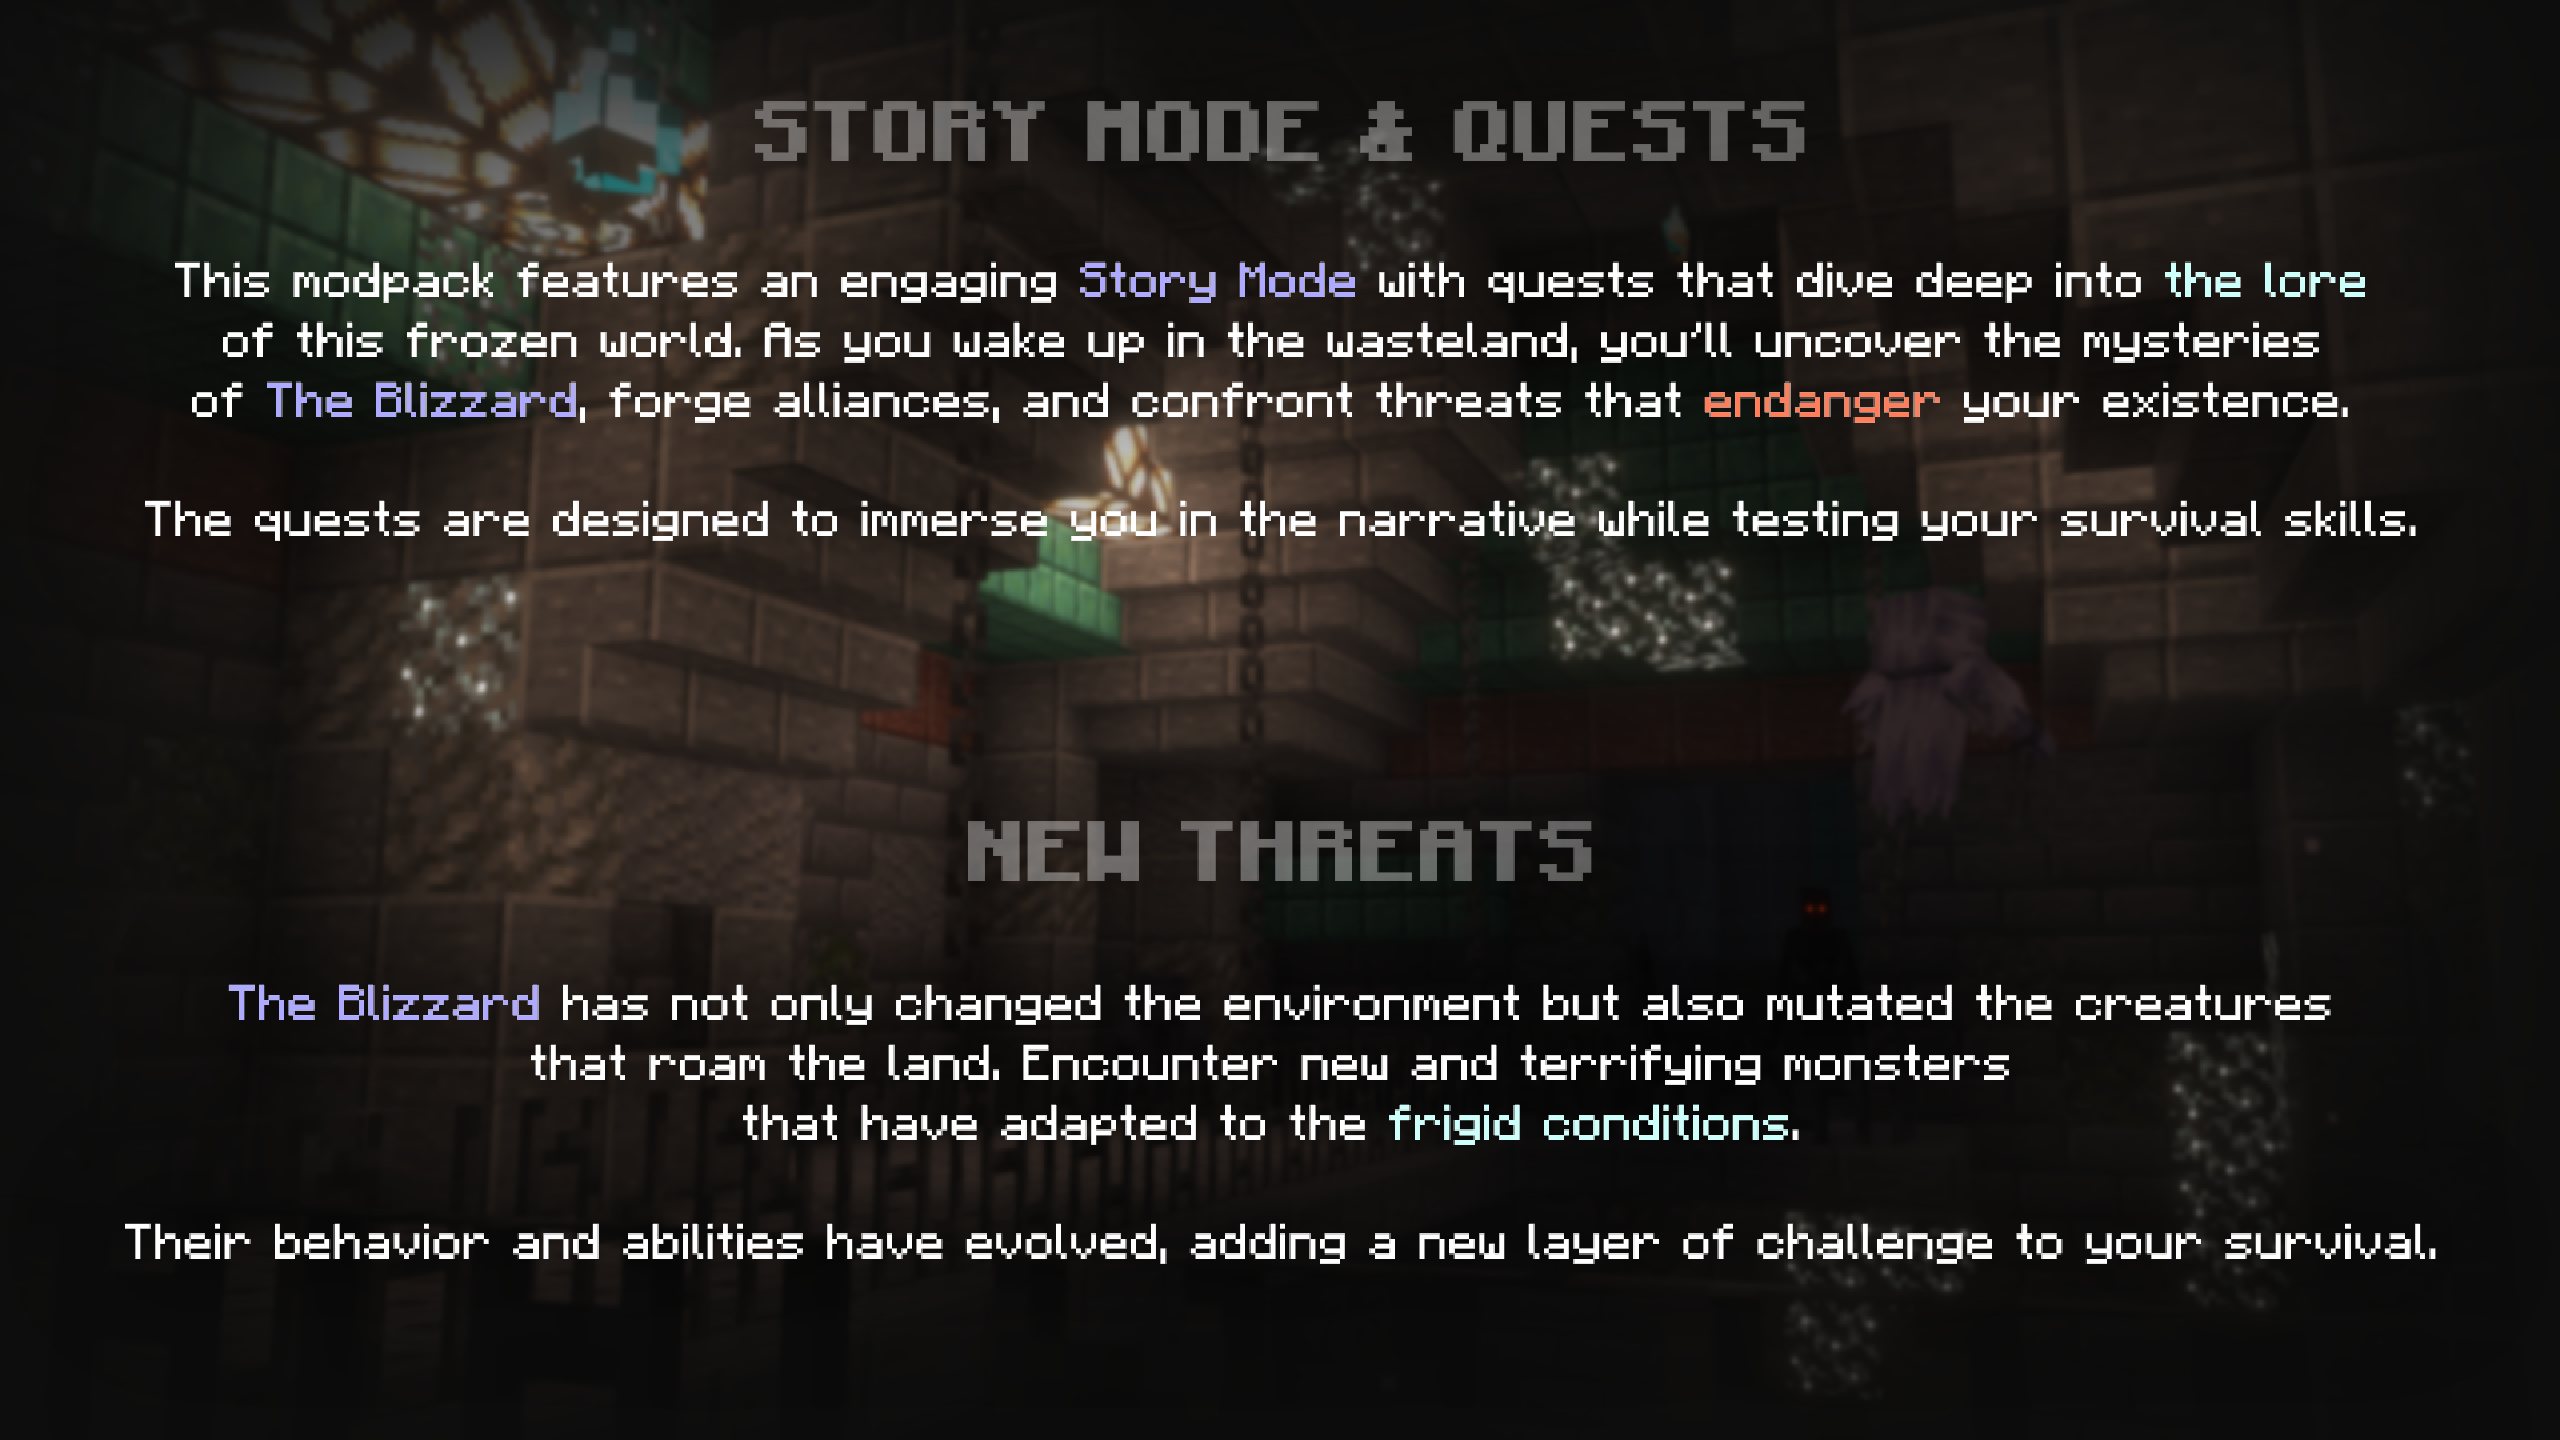 STORY MODE & QUESTS
This modpack features an engaging Story Mode with quests that dive deep into the lore
of this frozen world. As you wake up in the wasteland, you'll uncover the mysteries
of The Blizzard, forge alliances, and confront threats that endanger your existence.
The quests are designed to immerse you in the narrative while testing your survival skills.
NEW THREATS
The Blizzard has not only changed the environment but also mutated the creatures
that roam the land. Encounter new and terrifying monsters
that have adapted to the frigid conditions.
Their behavior and abilities have evolved, adding a new layer of challenge to your survival.